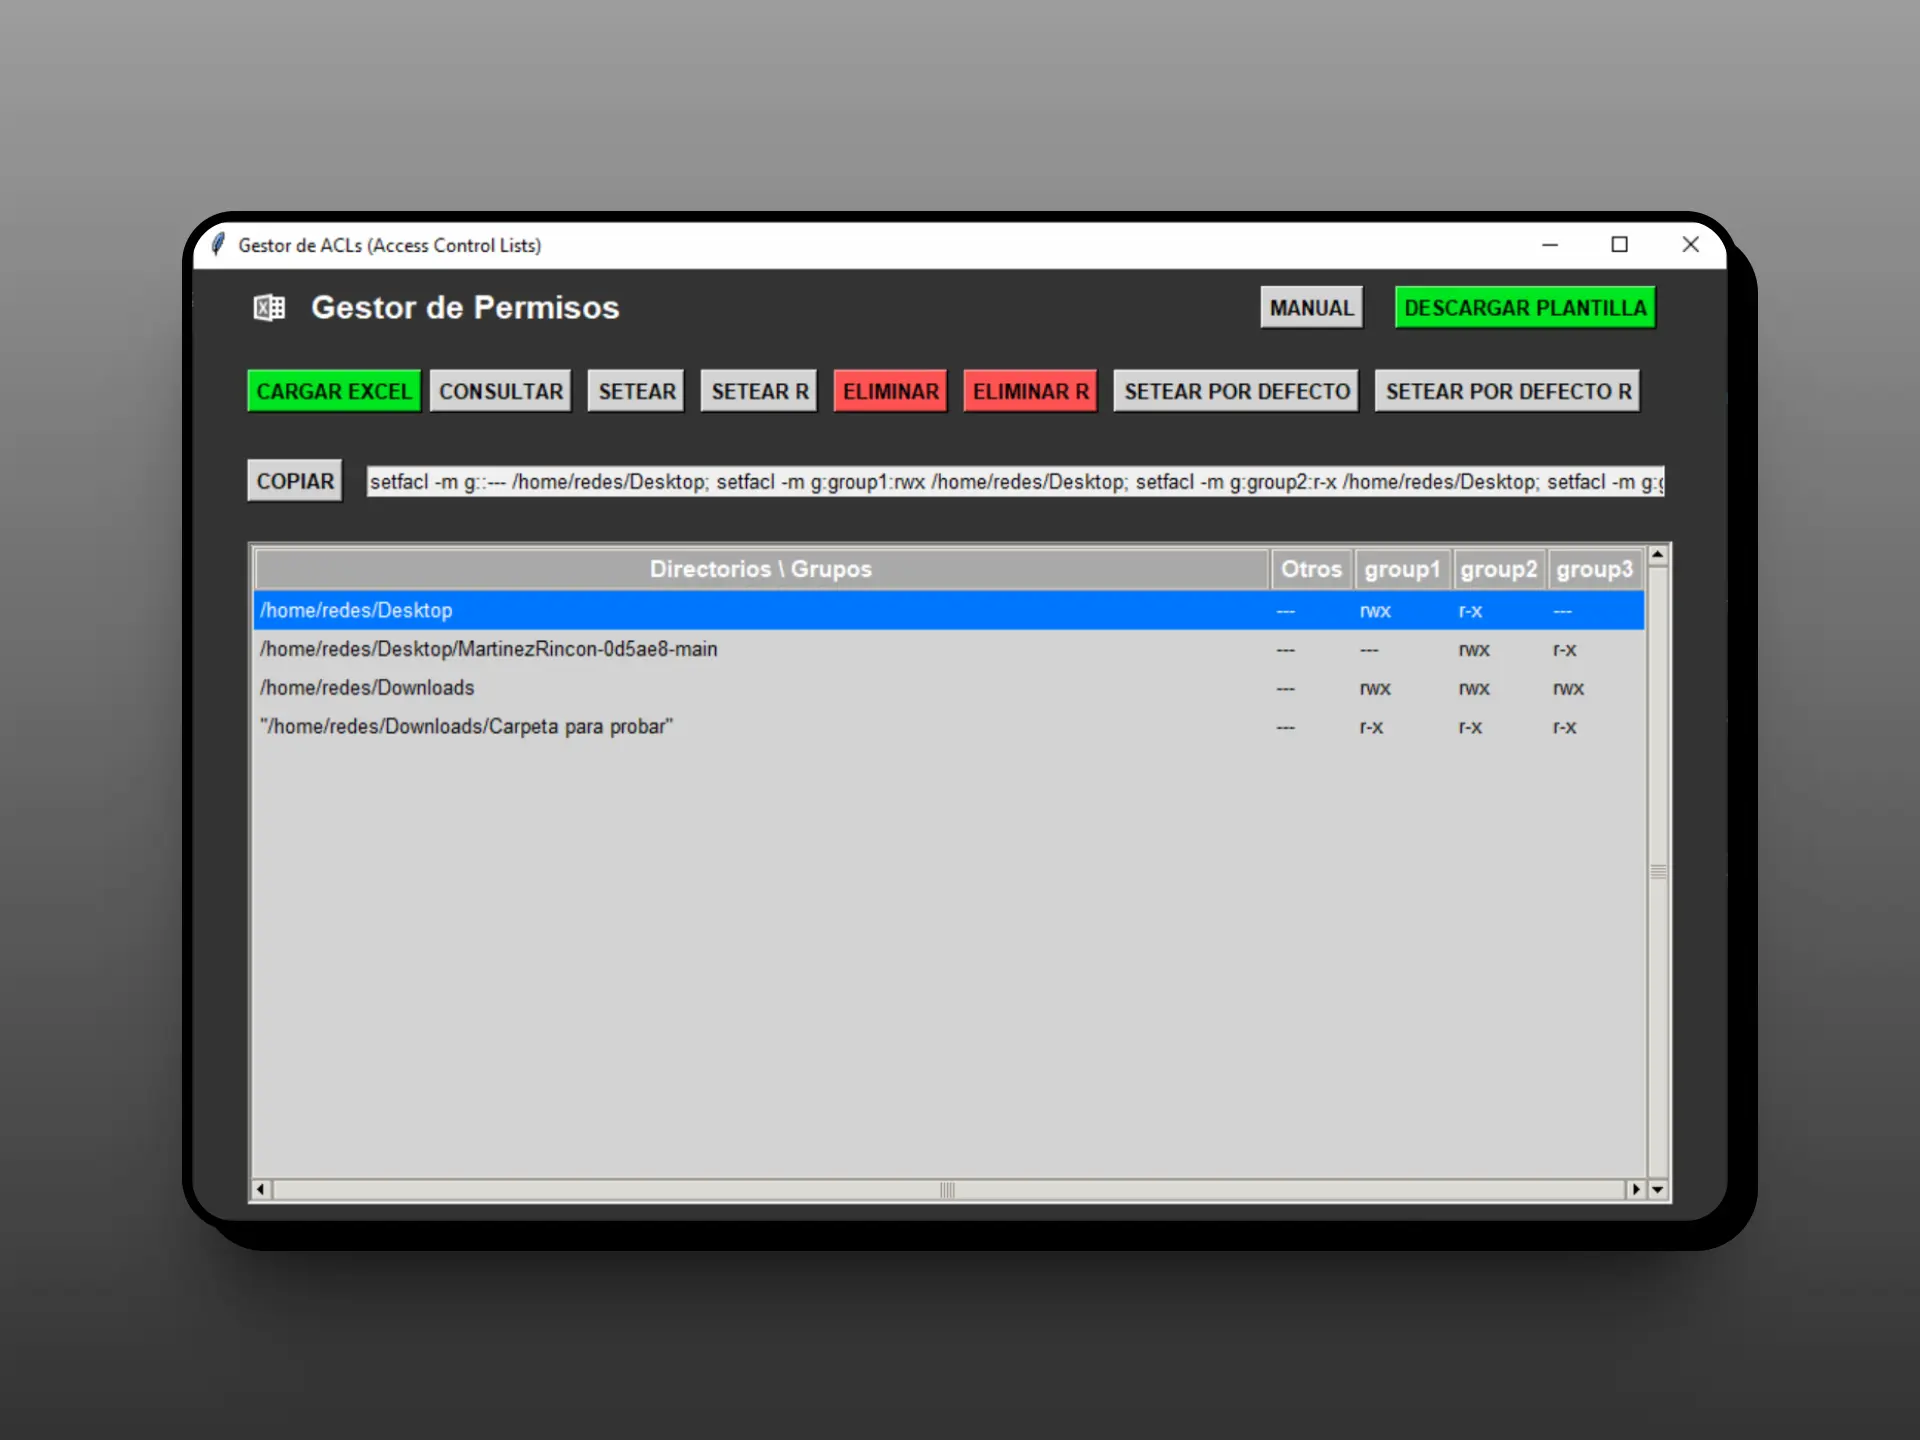 Gestor de ACLs (Access Control Lists)
Gestor de Permisos
MANUAL
DESCARGAR PLANTILLA
CARGAR EXCEL
CONSULTAR
SETEAR
SETEAR R
ELIMINAR
ELIMINAR R
SETEAR POR DEFECTO
SETEAR POR DEFECTO R
COPIAR
setfacl -m g::--- /home/redes/Desktop; setfacl -m g:group1:rwx /home/redes/Desktop; setfacl -m g:group2:r-x /home/redes/Desktop; setfacl -m g:
Directorios \ Grupos Otros group1 group2 group3
/home/redes/Desktop --- rwx r-x ---
/home/redes/Desktop/MartinezRincon-0d5ae8-main --- --- rwx r-x
/home/redes/Downloads --- rwx rwx rwx
"/home/redes/Downloads/Carpeta para probar" --- r-x r-x r-x